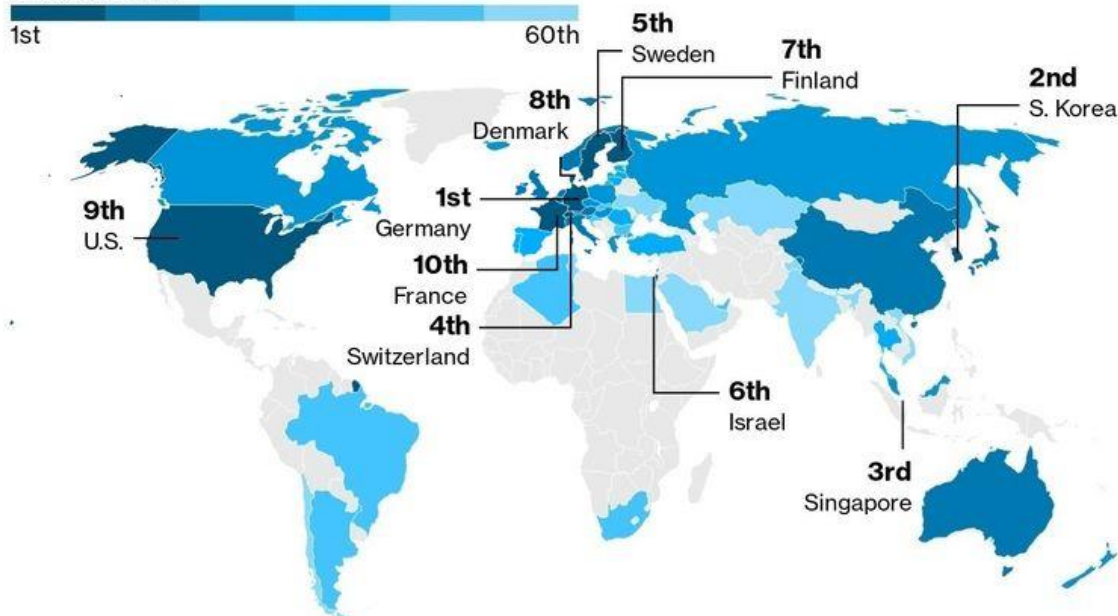 1st
60th
5th
Sweden
7th
Finland
2nd
S. Korea
8th
Denmark
1st
Germany
9th
U.S.
10th
France
4th
Switzerland
6th
Israel
3rd
Singapore